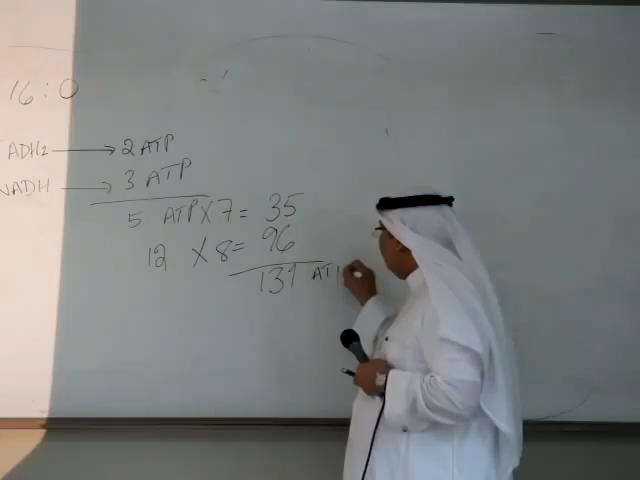 16:0
ADH2 → 2 ATP
NADH → 3 ATP
5 ATP X 7 = 35
12 X 8 = 96
131 AT